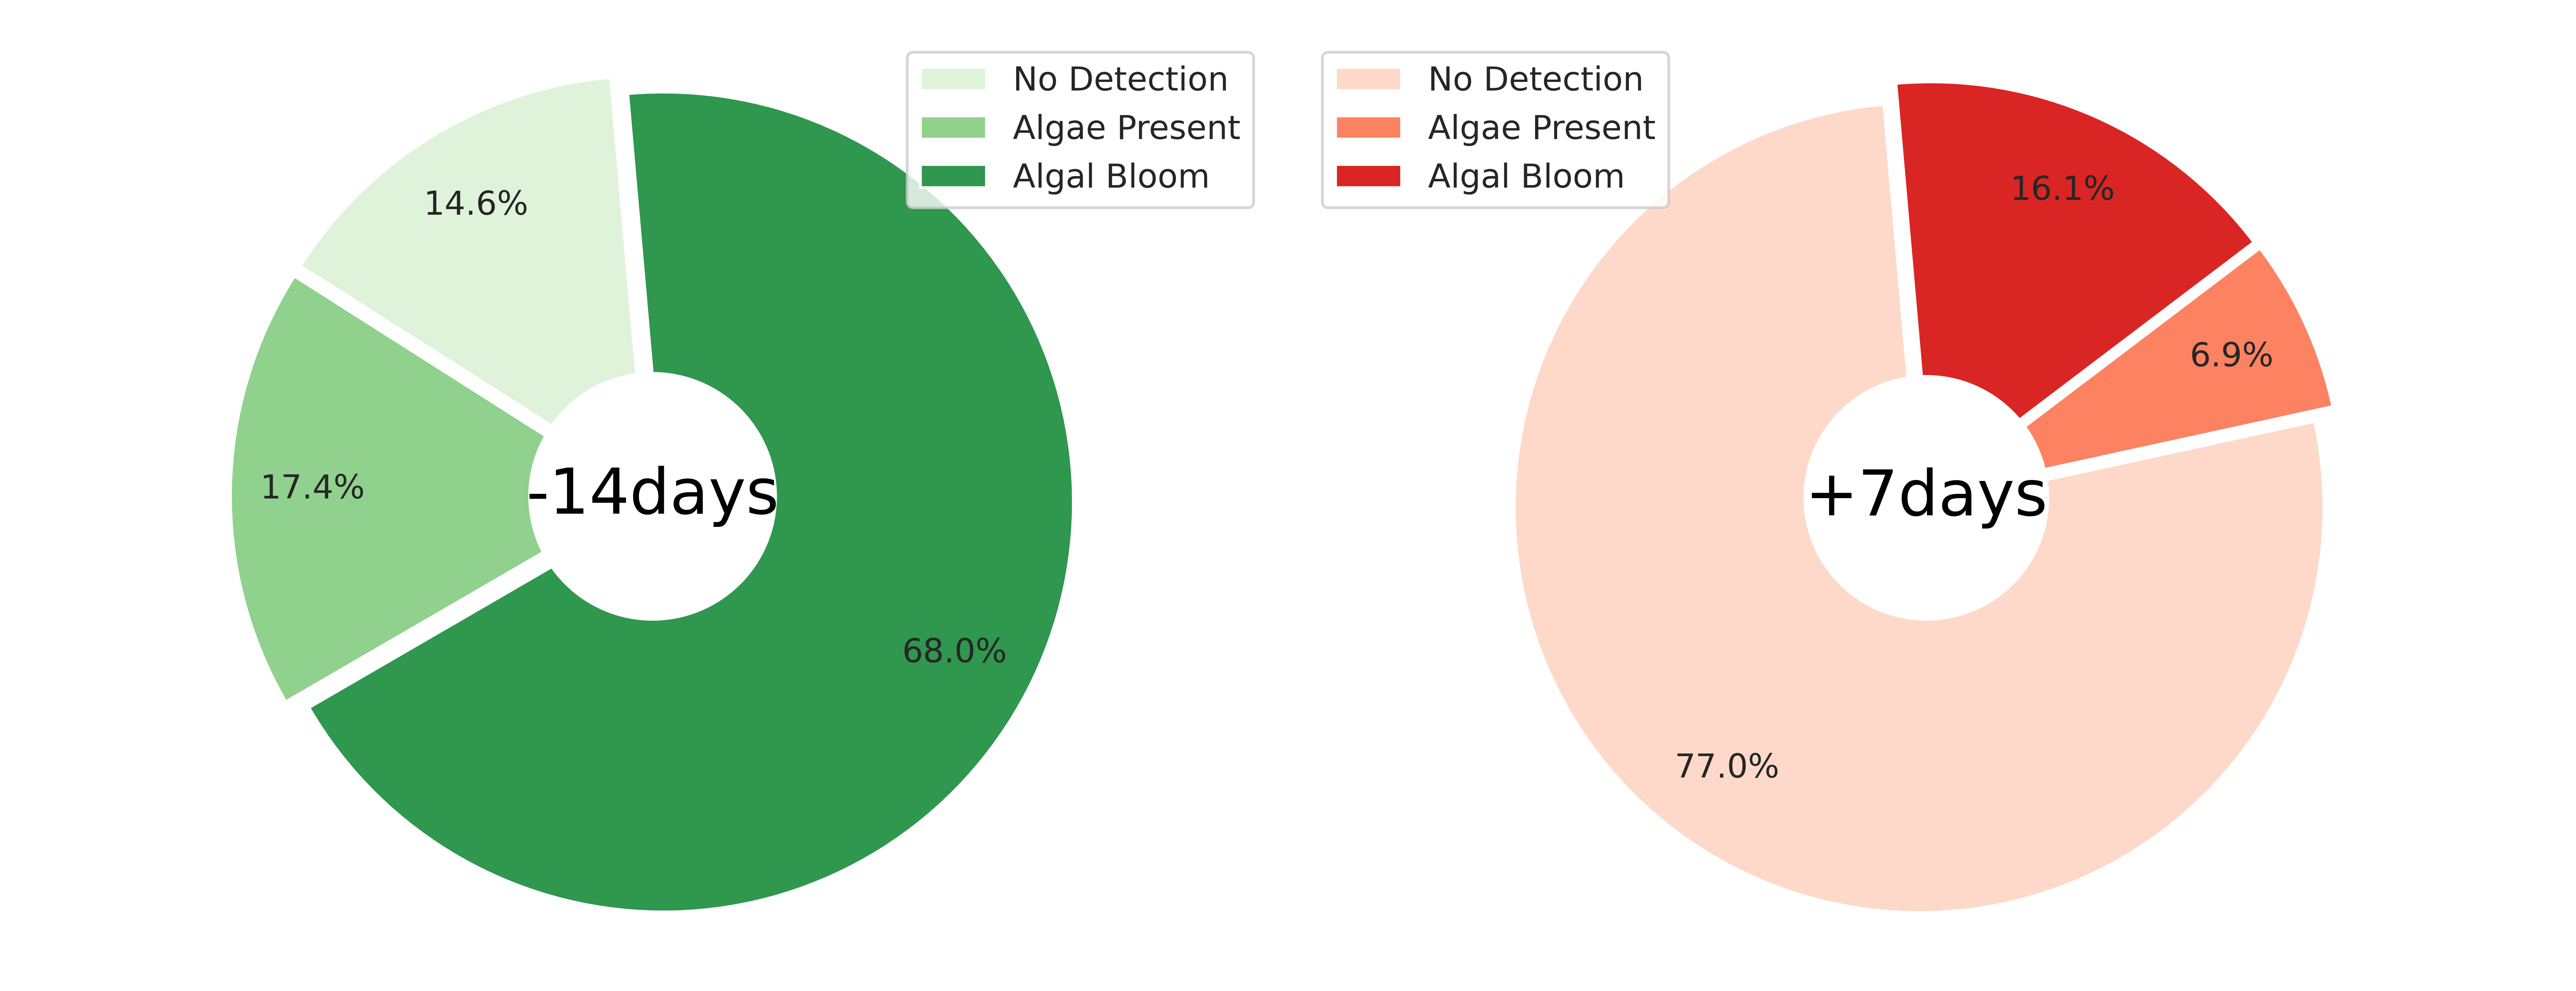 No Detection
Algae Present
Algal Bloom
14.6%
17.4%
-14days
68.0%
No Detection
Algae Present
Algal Bloom
16.1%
6.9%
+7days
77.0%